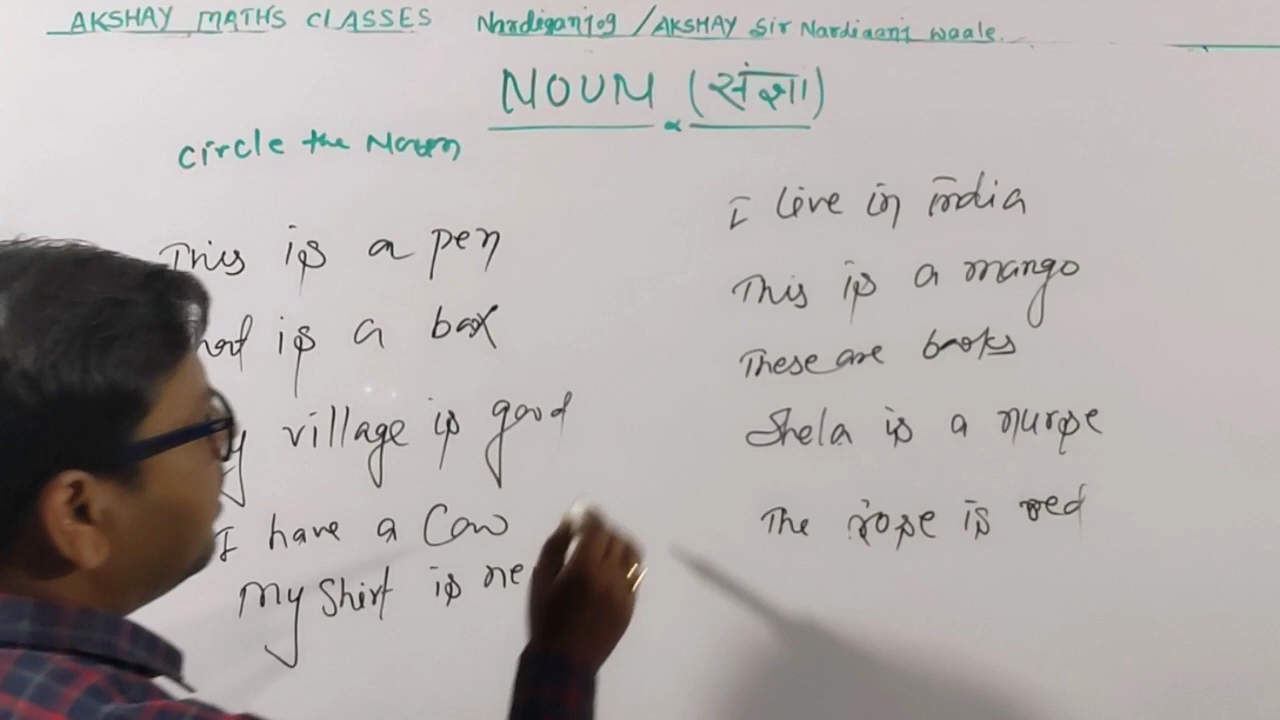 AKSHAY MATHS CLASSES Nardiganj09 / AKSHAY Sir Nardiganj waale.
NOUN (संज्ञा)
circle the Noun
This is a pen
is a box
village is good
I have a Cow
My Shirt is ne
I live in india
This is a mango
These are books
Shela is a nurse
The rose is red